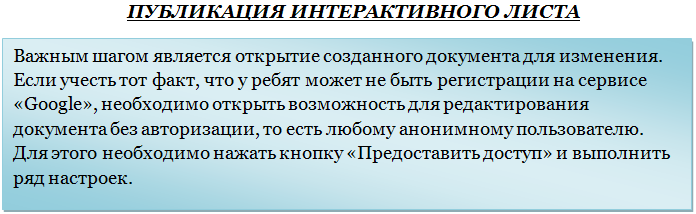 ПУБЛИКАЦИЯ ИНТЕРАКТИВНОГО ЛИСТА
Важным шагом является открытие созданного документа для изменения.
Если учесть тот факт, что у ребят может не быть регистрации на сервисе
«Google», необходимо открыть возможность для редактирования
документа без авторизации, то есть любому анонимному пользователю.
Для этого необходимо нажать кнопку «Предоставить доступ» и выполнить
ряд настроек.